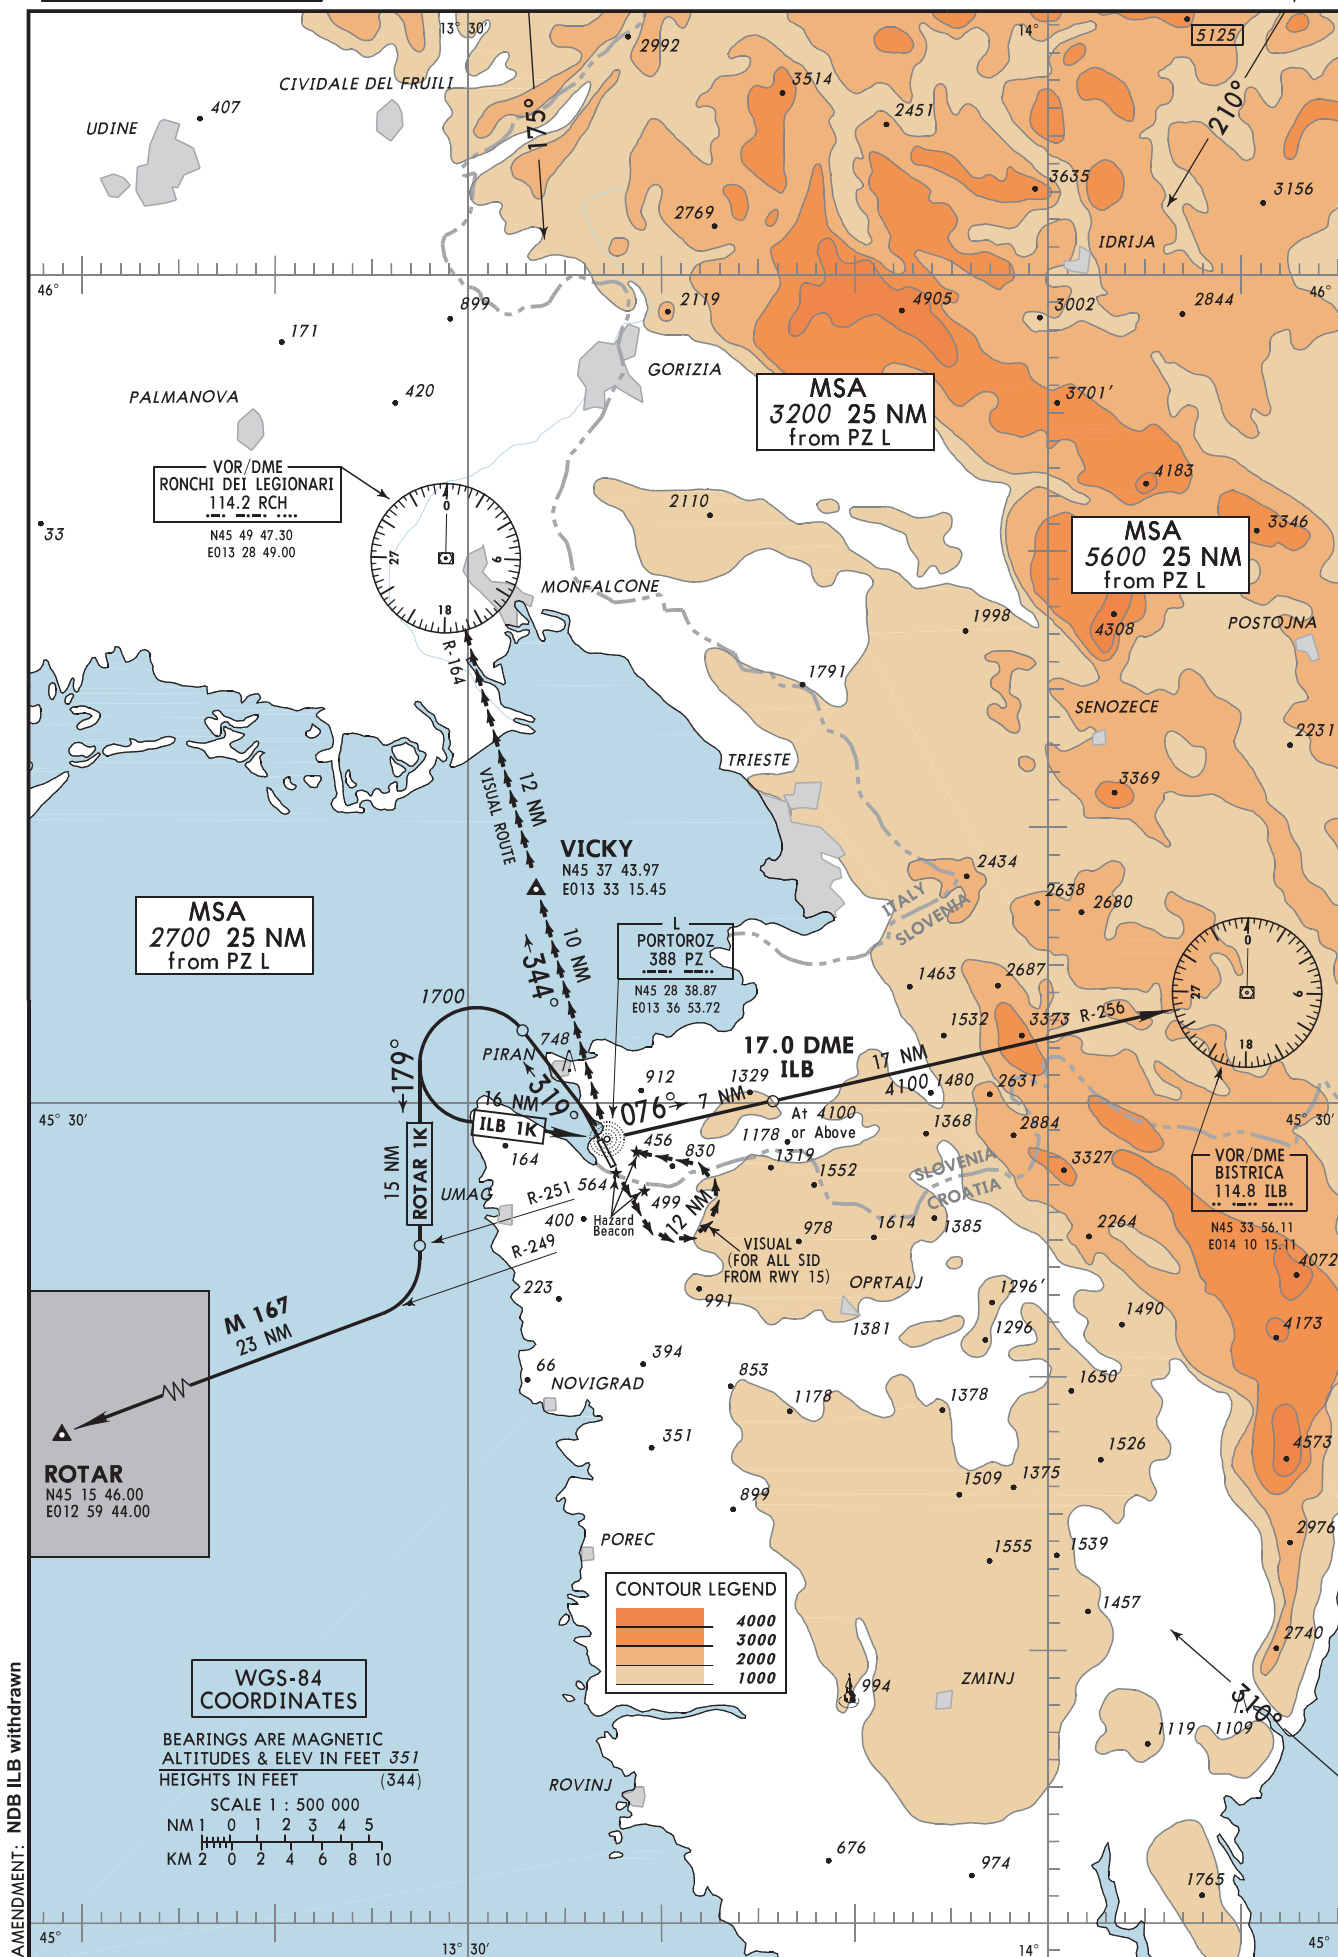 13° 30′
14°
5125
2992
CIVIDALE DEL FRUILI
3514
407
2451
UDINE
175°
210°
3635
3156
2769
IDRIJA
46°
46°
899
2119
4905
3002
2844
171
GORIZIA
MSA
3200 25 NM
from PZ L
PALMANOVA
420
3701'
VOR/DME
RONCHI DEI LEGIONARI
114.2 RCH
N45 49 47.30
E013 28 49.00
4183
0
9
18
27
2110
33
3346
MSA
5600 25 NM
from PZ L
MONFALCONE
1998
4308
POSTOJNA
R-164
1791
SENOZECE
2231
TRIESTE
12 NM
VISUAL ROUTE
3369
VICKY
N45 37 43.97
E013 33 15.45
2434
ITALY
SLOVENIA
2638
2680
MSA
2700 25 NM
from PZ L
L
PORTOROZ
388 PZ
N45 28 38.87
E013 36 53.72
10 NM
344°
0
9
18
27
1463
2687
1700
748
PIRAN
17.0 DME
ILB
1532
3373
R-256
17 NM
179°
319°
912
1329
4100
1480
2631
16 NM
076°
7 NM
45° 30′
45° 30′
ILB 1K
At 4100
or Above
1368
2884
456
1178
164
830
1319
3327
SLOVENIA
CROATIA
VOR/DME
BISTRICA
114.8 ILB
N45 33 56.11
E014 10 15.11
15 NM
ROTAR 1K
UMAG
R-251
564
1552
499
12 NM
400
Hazard
Beacon
R-249
978
1614
1385
2264
VISUAL
(FOR ALL SID
FROM RWY 15)
4072
223
991
OPRTALJ
1296'
M 167
23 NM
1381
1296
1490
4173
394
66
NOVIGRAD
853
1178
1378
1650
351
1526
4573
ROTAR
N45 15 46.00
E012 59 44.00
1509
1375
899
2976
POREC
1555
1539
CONTOUR LEGEND
4000
3000
2000
1000
1457
2740
WGS-84
COORDINATES
994
ZMINJ
310°
1119
1109
BEARINGS ARE MAGNETIC
ALTITUDES & ELEV IN FEET 351
HEIGHTS IN FEET (344)
ROVINJ
SCALE 1 : 500 000
NM 1 0 1 2 3 4 5
KM 2 0 2 4 6 8 10
676
974
1765
45°
13° 30′
14°
45°
AMENDMENT: NDB ILB withdrawn